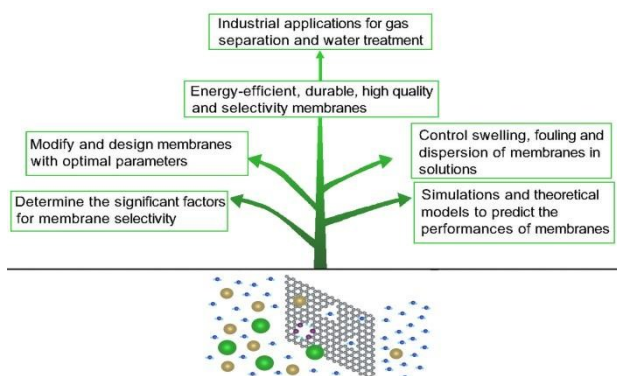 Industrial applications for gas
separation and water treatment
Energy-efficient, durable, high quality
and selectivity membranes
Modify and design membranes
with optimal parameters
Control swelling, fouling and
dispersion of membranes in
solutions
Determine the significant factors
for membrane selectivity
Simulations and theoretical
models to predict the
performances of membranes